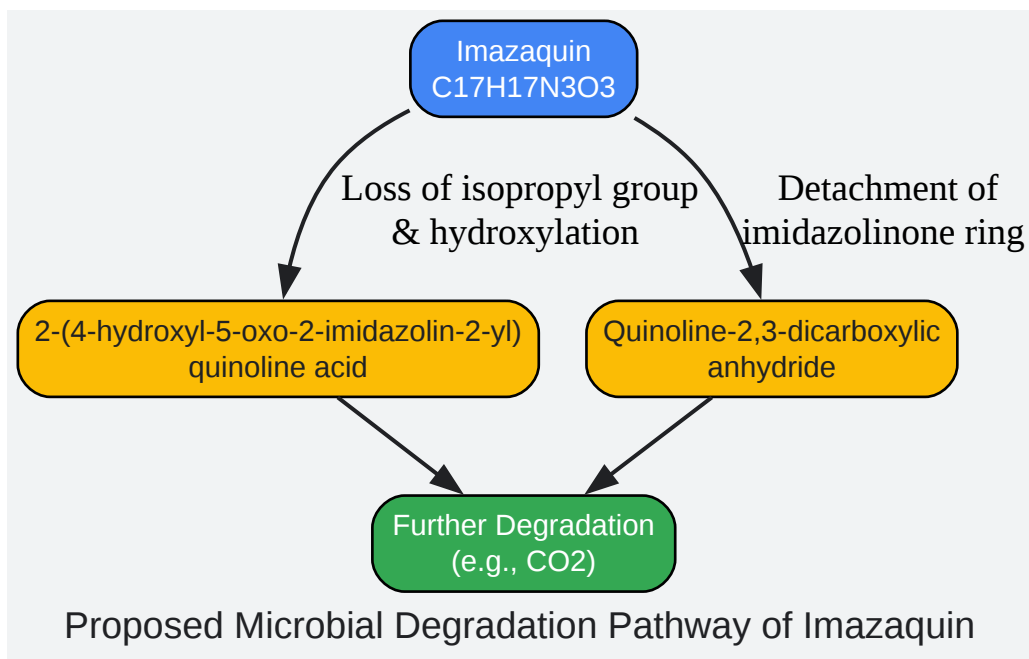 Imazaquin
C17H17N3O3
Loss of isopropyl group
& hydroxylation
Detachment of
imidazolinone ring
2-(4-hydroxyl-5-oxo-2-imidazolin-2-yl)
quinoline acid
Quinoline-2,3-dicarboxylic
anhydride
Further Degradation
(e.g., CO2)
Proposed Microbial Degradation Pathway of Imazaquin